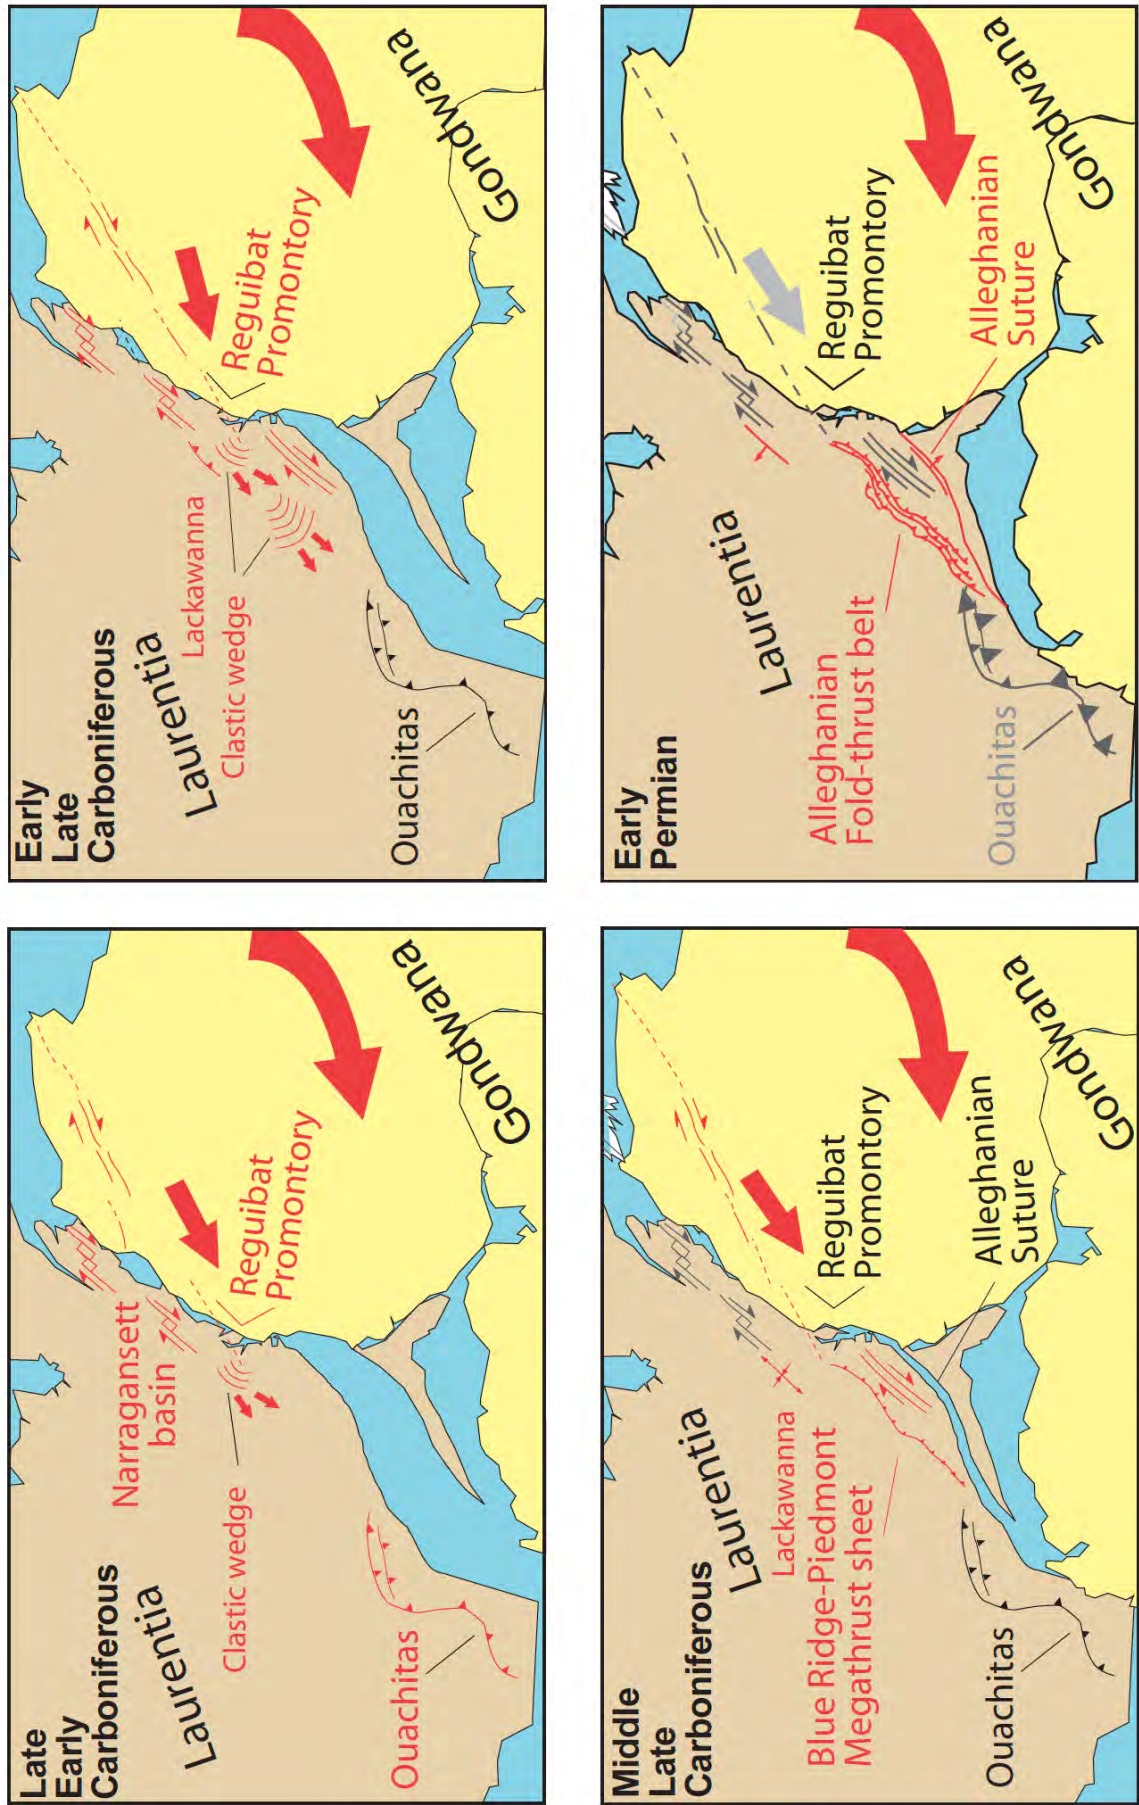 Late
Early
Carboniferous
Laurentia
Narragansett
basin
Clastic wedge
Ouachitas
Reguibat
Promontory
Gondwana
Early
Late
Carboniferous
Laurentia
Lackawanna
Clastic wedge
Ouachitas
Reguibat
Promontory
Gondwana
Middle
Late
Carboniferous
Laurentia
Lackawanna
Blue Ridge-Piedmont
Megathrust sheet
Ouachitas
Reguibat
Promontory
Alleghanian
Suture
Gondwana
Early
Permian
Laurentia
Alleghanian
Fold-thrust belt
Ouachitas
Reguibat
Promontory
Alleghanian
Suture
Gondwana